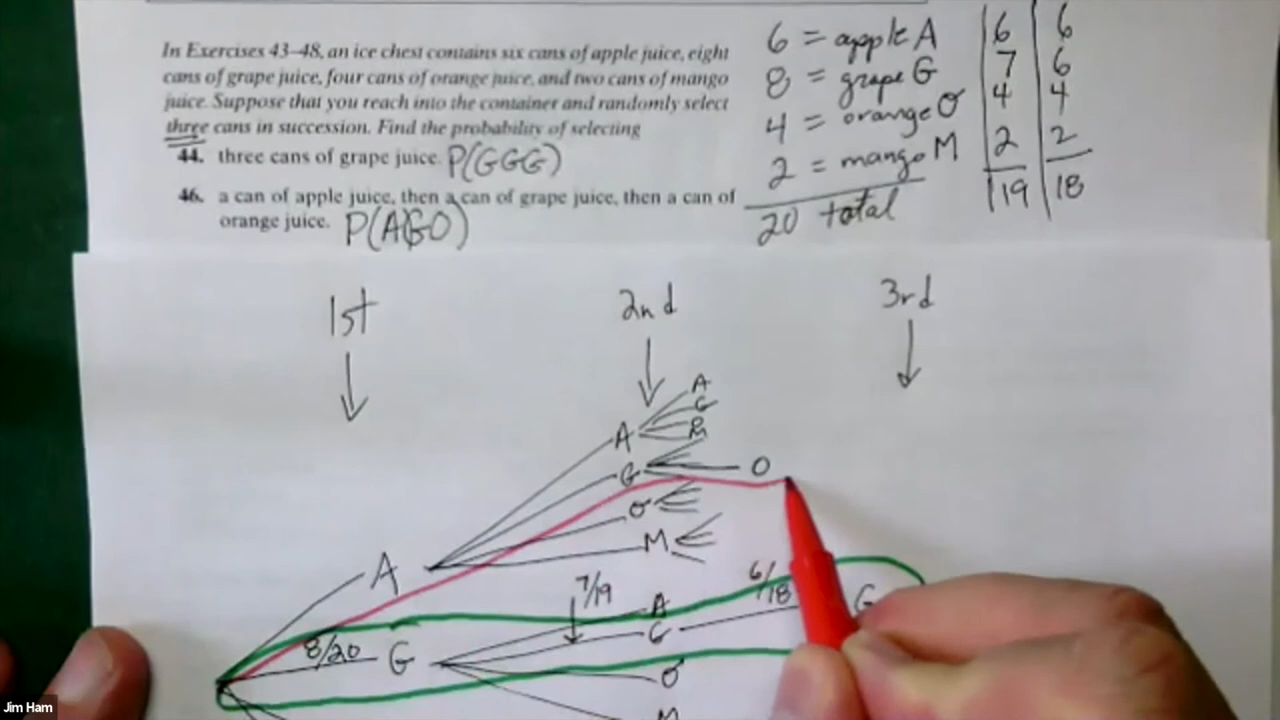 In Exercises 43–48, an ice chest contains six cans of apple juice, eight
cans of grape juice, four cans of orange juice, and two cans of mango
juice. Suppose that you reach into the container and randomly select
three cans in succession. Find the probability of selecting
44. three cans of grape juice. P(GGG)
46. a can of apple juice, then a can of grape juice, then a can of
orange juice. P(AGO)
6 = apple A 6 6
8 = grape G 7 6
4 = orange O 4 4
2 = mango M 2 2
20 total 19 18
1st 2nd 3rd
A
G
A
G O
O
M
A
7/19 6/18
A
G G
8/20 G
O
M
Jim Ham